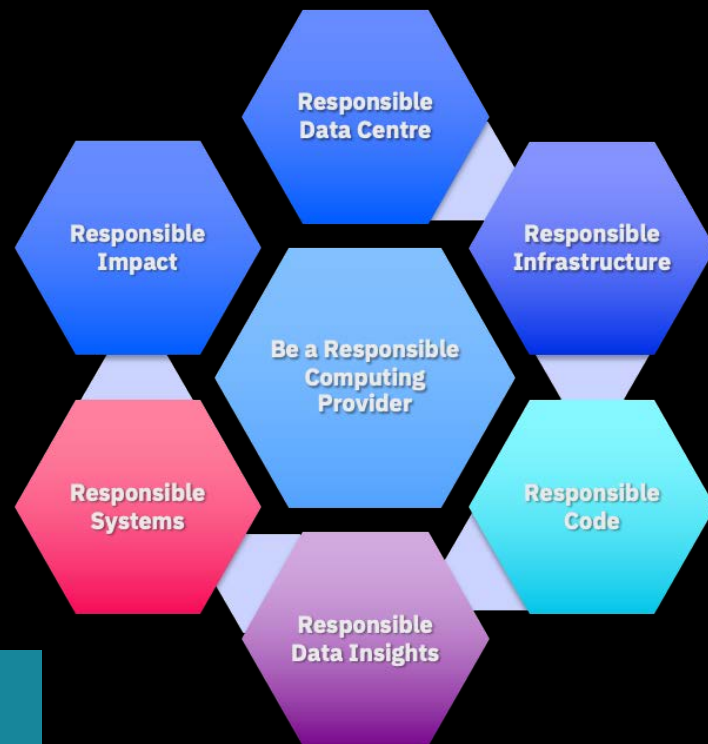 Responsible
Data Centre
Responsible
Impact
Responsible
Infrastructure
Be a Responsible
Computing
Provider
Responsible
Systems
Responsible
Code
Responsible
Data Insights